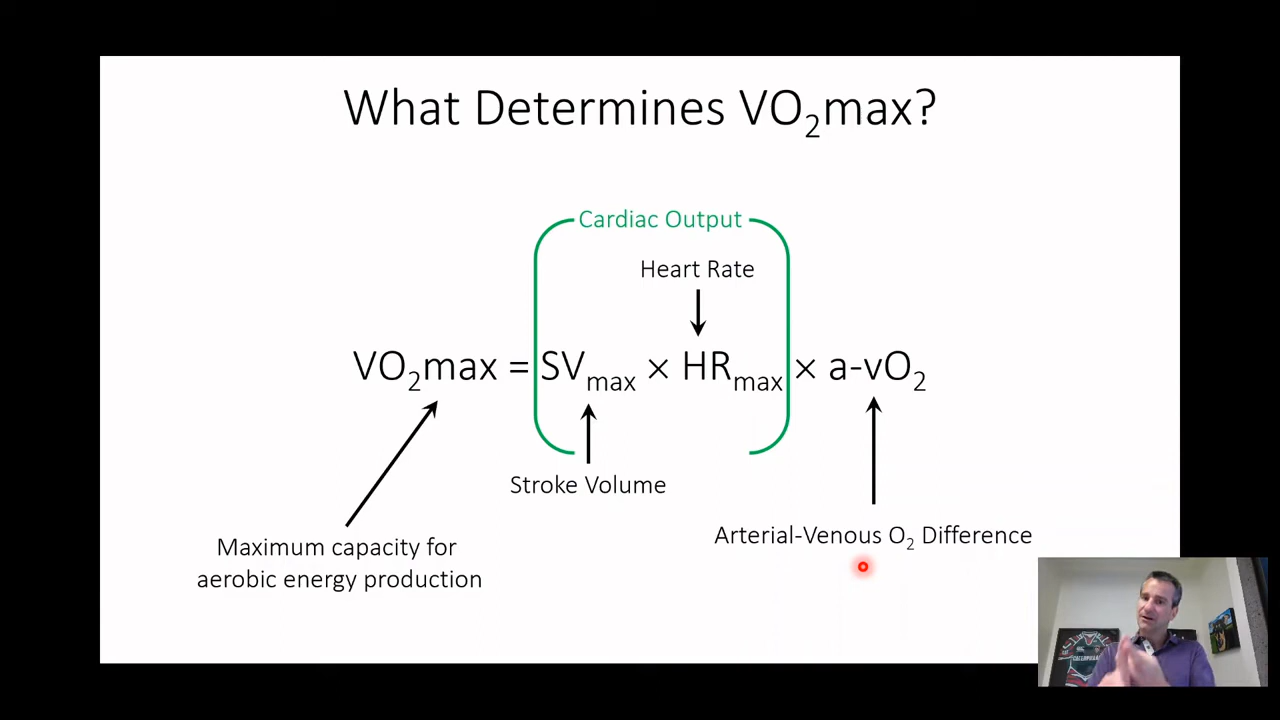 What Determines VO₂max?
Cardiac Output
Heart Rate
VO₂max = SVmax × HRmax × a-vO₂
Stroke Volume
Arterial-Venous O₂ Difference
Maximum capacity for
aerobic energy production